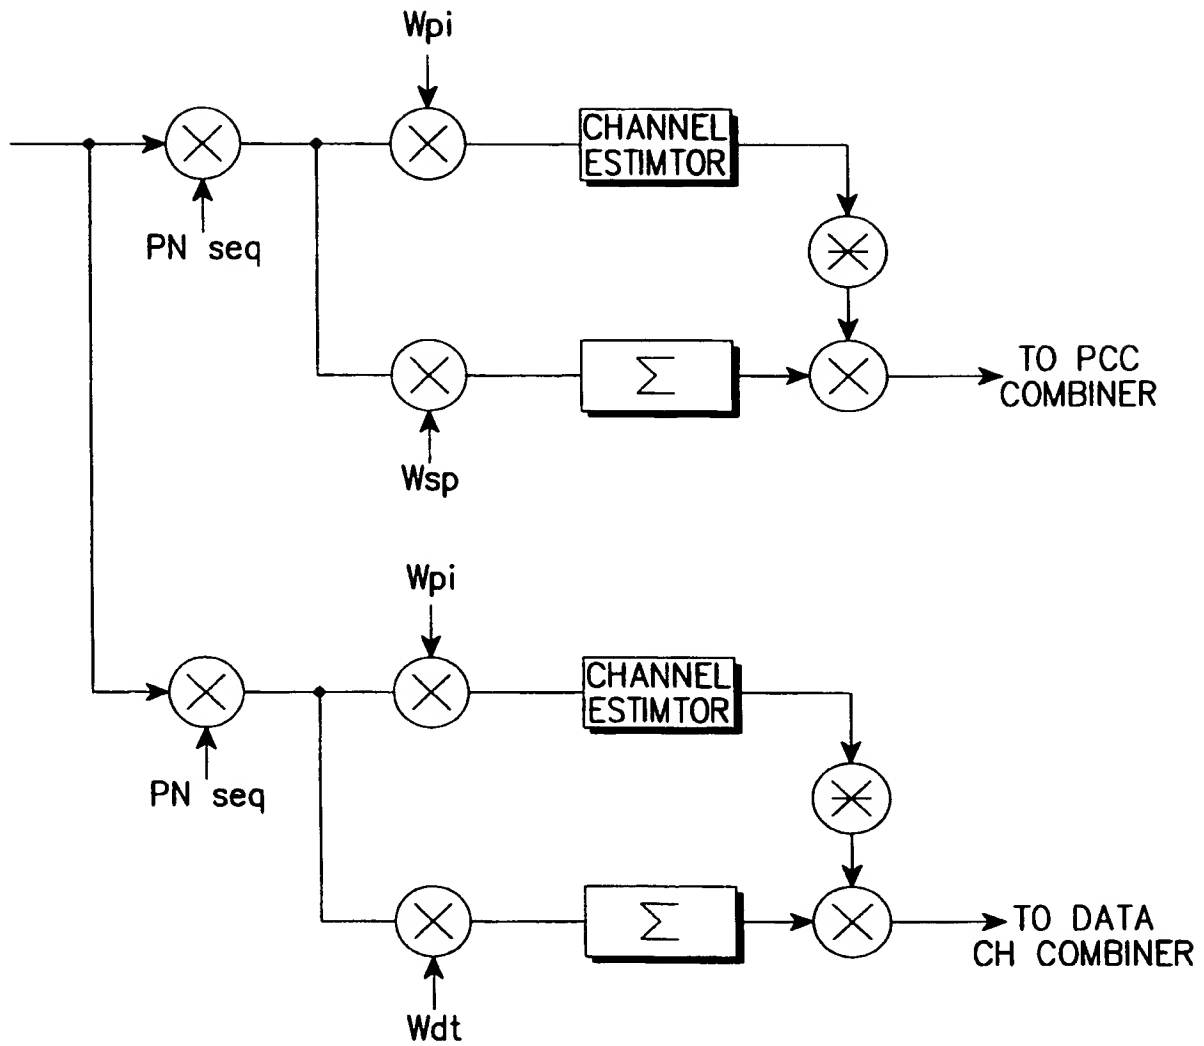 Wpi
CHANNEL
ESTIMTOR
PN seq
Σ
TO PCC
COMBINER
Wsp
Wpi
CHANNEL
ESTIMTOR
PN seq
Σ
TO DATA
CH COMBINER
Wdt